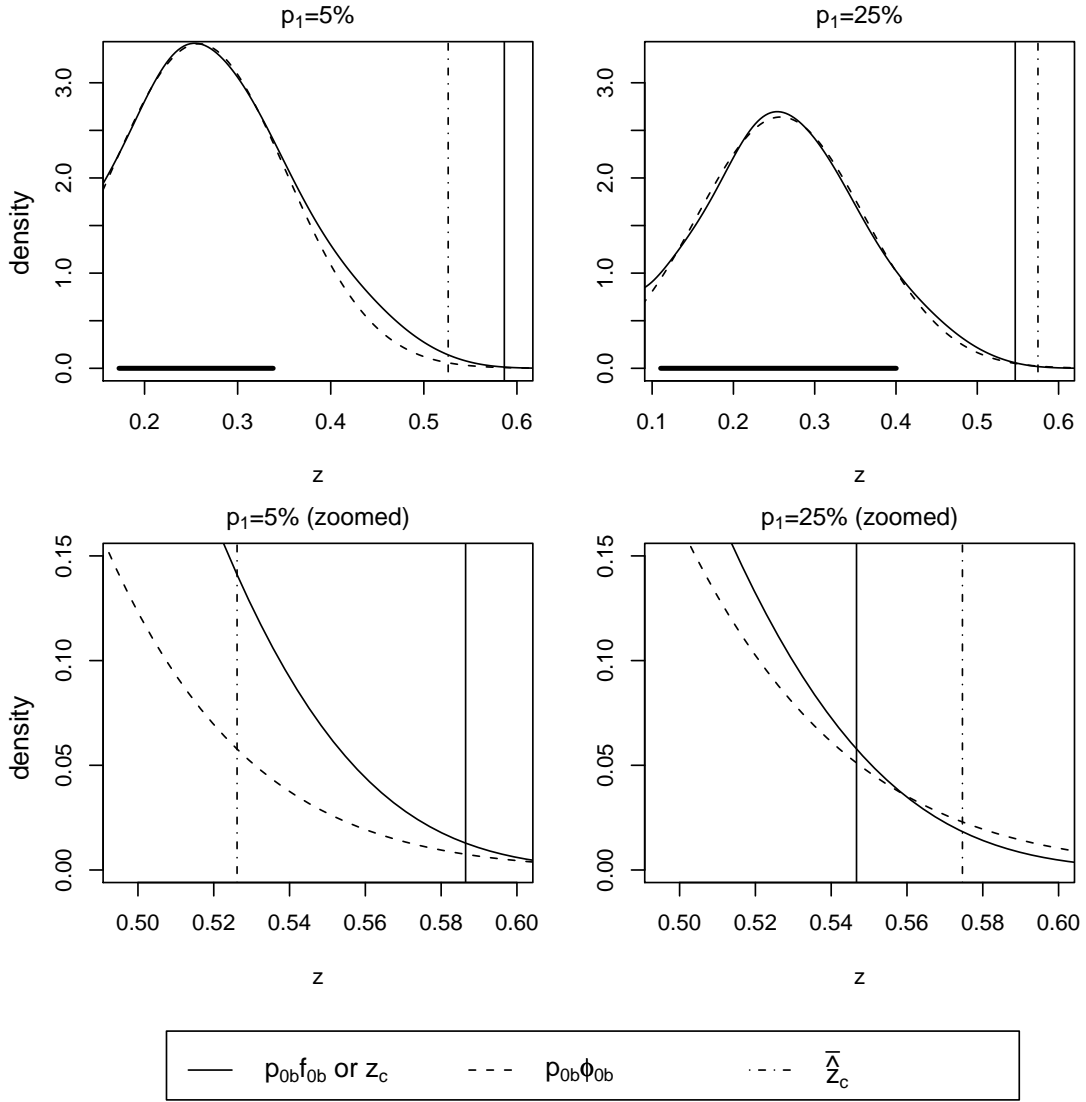 p₁=5%
p₁=25%
density
0.0 1.0 2.0 3.0
0.2 0.3 0.4 0.5 0.6
z
0.0 1.0 2.0 3.0
0.1 0.2 0.3 0.4 0.5 0.6
z
p₁=5% (zoomed)
p₁=25% (zoomed)
density
0.00 0.05 0.10 0.15
0.50 0.52 0.54 0.56 0.58 0.60
z
0.00 0.05 0.10 0.15
0.50 0.52 0.54 0.56 0.58 0.60
z
p₀bf₀b or z_c p₀bϕ₀b ẑ̅_c